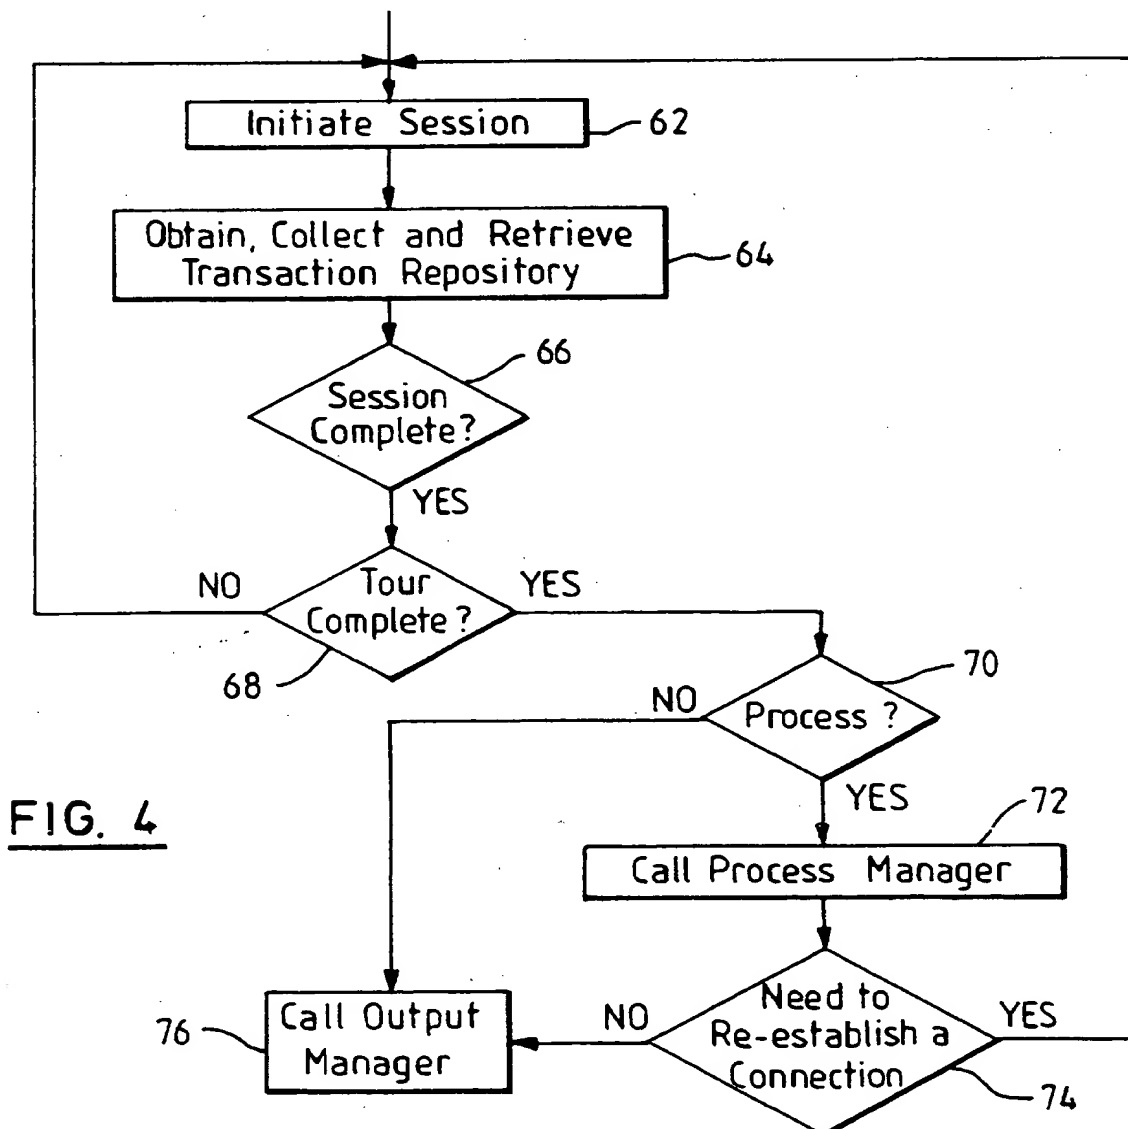 Initiate Session
62
Obtain, Collect and Retrieve
Transaction Repository
64
66
Session
Complete?
YES
NO
Tour
Complete?
YES
68
70
NO
Process ?
YES
FIG. 4
72
Call Process Manager
76
Call Output
Manager
NO
Need to
Re-establish a
Connection
YES
74